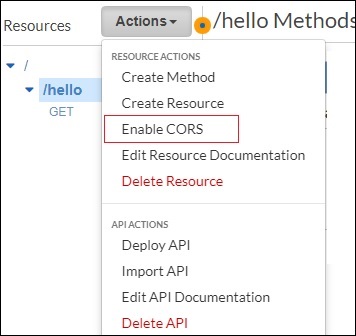 Resources
Actions
/hello Methods
/
/hello
GET
RESOURCE ACTIONS
Create Method
Create Resource
Enable CORS
Edit Resource Documentation
Delete Resource
API ACTIONS
Deploy API
Import API
Edit API Documentation
Delete API